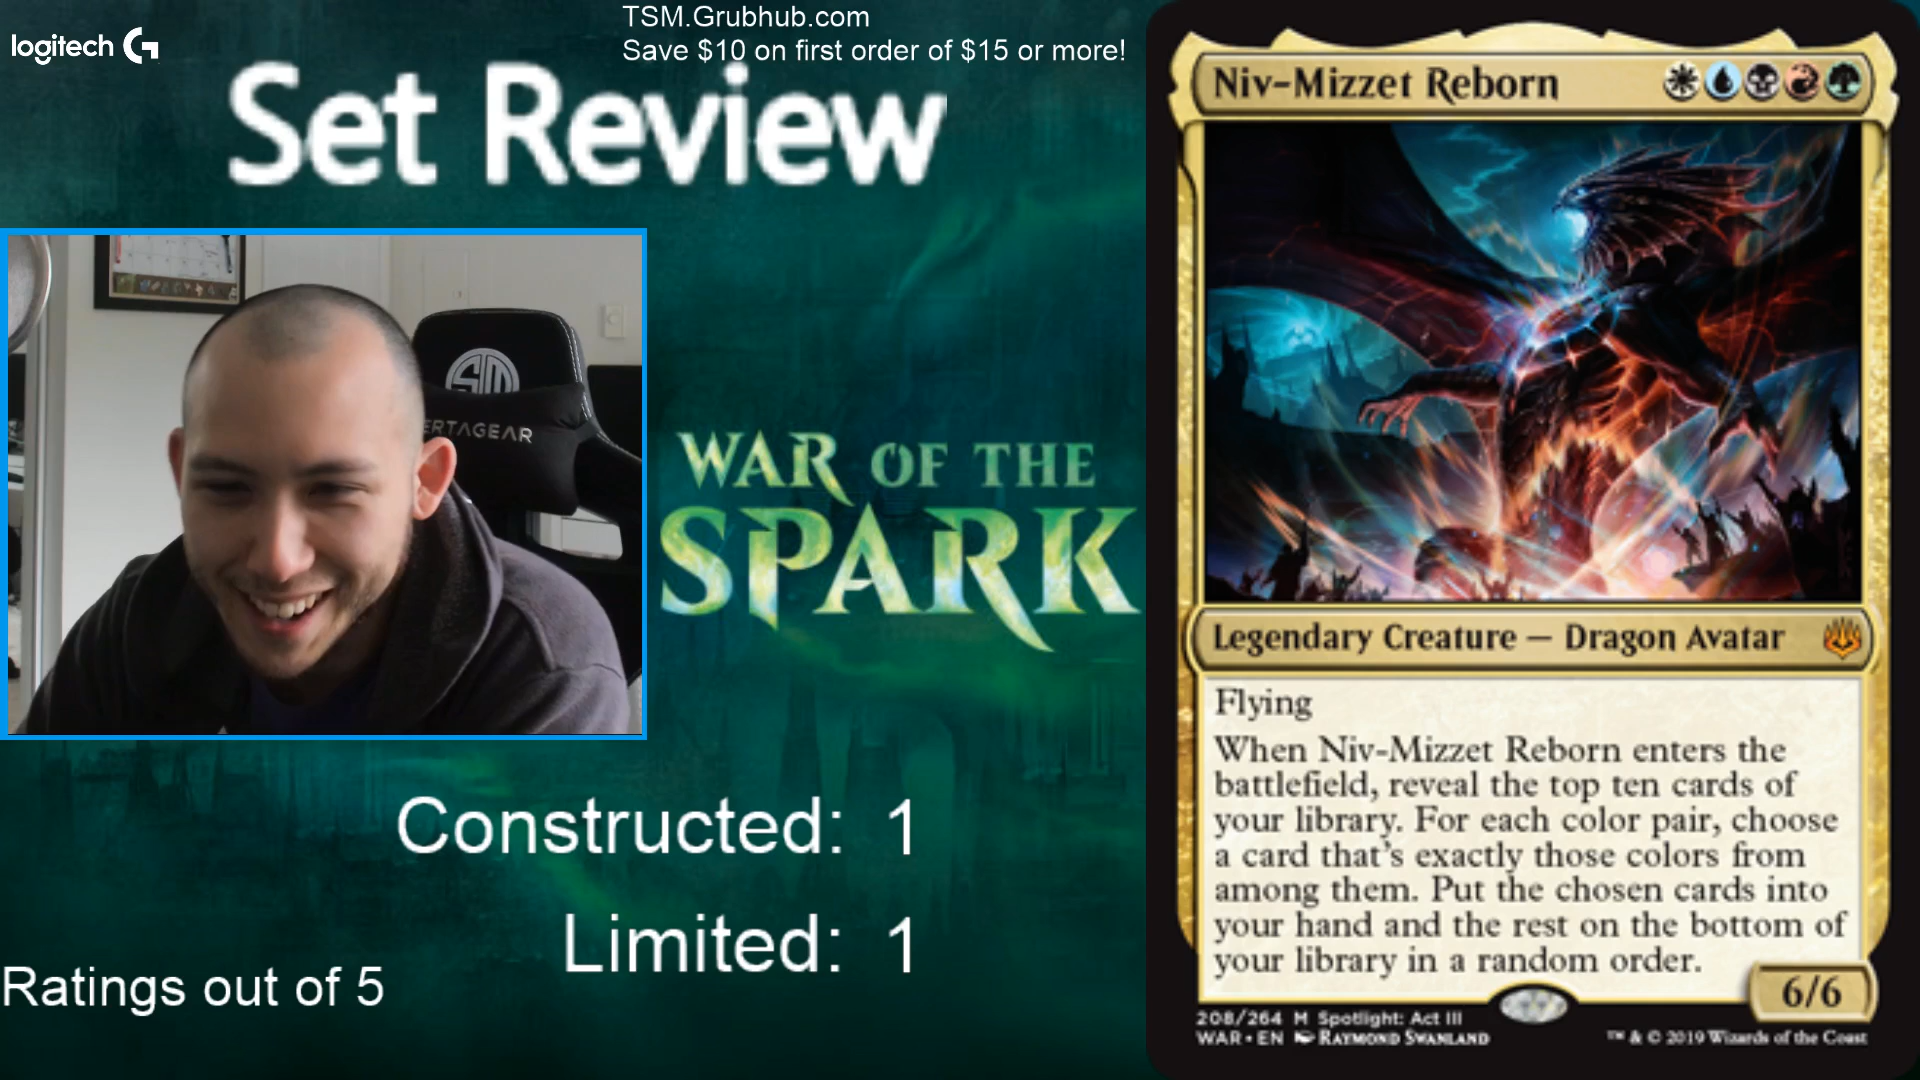 logitech G
TSM.Grubhub.com
Save $10 on first order of $15 or more!
Set Review
ERTAGEAR
WAR OF THE
SPARK
Constructed: 1
Limited: 1
Ratings out of 5
Niv-Mizzet Reborn
Legendary Creature — Dragon Avatar
Flying
When Niv-Mizzet Reborn enters the
battlefield, reveal the top ten cards of
your library. For each color pair, choose
a card that's exactly those colors from
among them. Put the chosen cards into
your hand and the rest on the bottom of
your library in a random order.
6/6
208/264 M Spotlight: Act III
WAR • EN RAYMOND SWANLAND
™ & © 2019 Wizards of the Coast